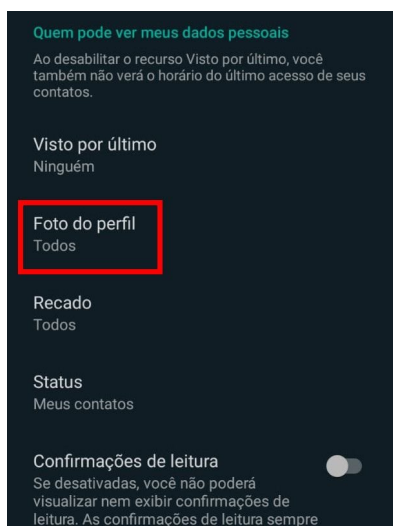 Quem pode ver meus dados pessoais
Ao desabilitar o recurso Visto por último, você
também não verá o horário do último acesso de seus
contatos.
Visto por último
Ninguém
Foto do perfil
Todos
Recado
Todos
Status
Meus contatos
Confirmações de leitura
Se desativadas, você não poderá
visualizar nem exibir confirmações de
leitura. As confirmações de leitura sempre